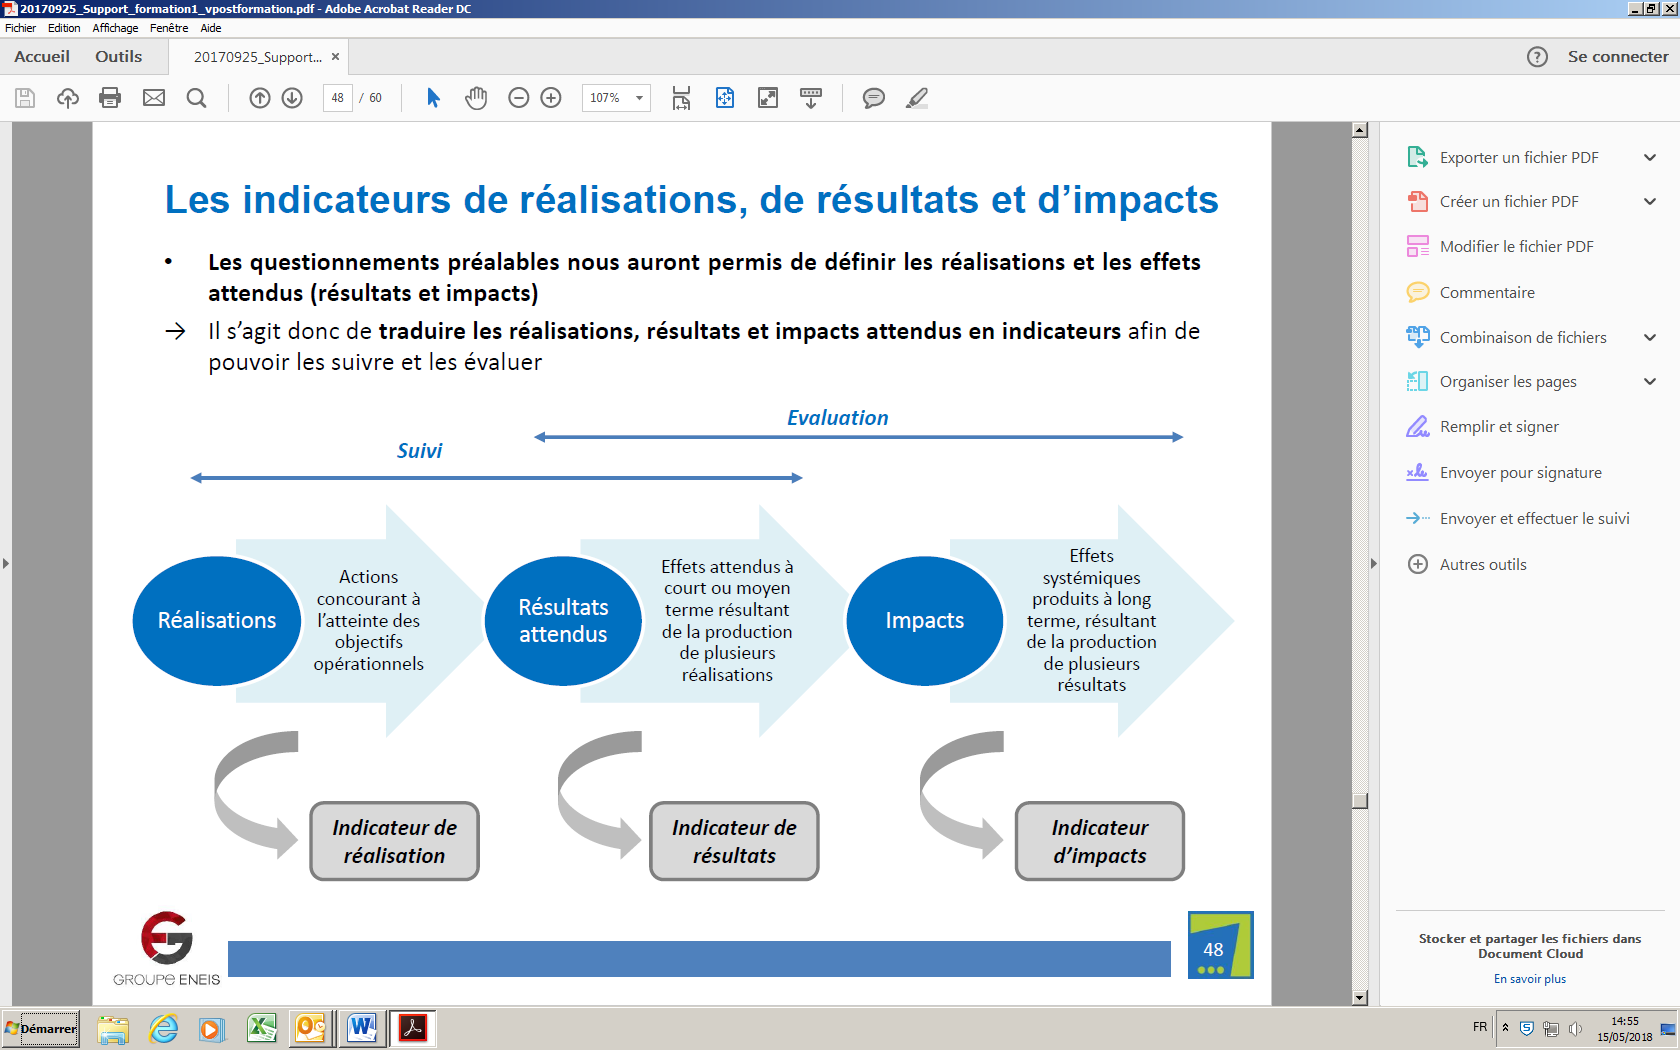 20170925_Support_formation1_vpostformation.pdf - Adobe Acrobat Reader DC
Fichier Edition Affichage Fenêtre Aide
Accueil Outils 20170925_Support... × ? Se connecter
48 / 60 107%
Les indicateurs de réalisations, de résultats et d’impacts
• Les questionnements préalables nous auront permis de définir les réalisations et les effets
attendus (résultats et impacts)
→ Il s’agit donc de traduire les réalisations, résultats et impacts attendus en indicateurs afin de
pouvoir les suivre et les évaluer
Evaluation
Suivi
Réalisations
Actions
concourant à
l’atteinte des
objectifs
opérationnels
Résultats
attendus
Effets attendus à
court ou moyen
terme résultant
de la production
de plusieurs
réalisations
Impacts
Effets
systémiques
produits à long
terme, résultant
de la production
de plusieurs
résultats
Indicateur de
réalisation
Indicateur de
résultats
Indicateur
d’impacts
GROUPe ENEIS
48
Exporter un fichier PDF
Créer un fichier PDF
Modifier le fichier PDF
Commentaire
Combinaison de fichiers
Organiser les pages
Remplir et signer
Envoyer pour signature
Envoyer et effectuer le suivi
Autres outils
Stocker et partager les fichiers dans
Document Cloud
En savoir plus
Démarrer
FR
14:55
15/05/2018